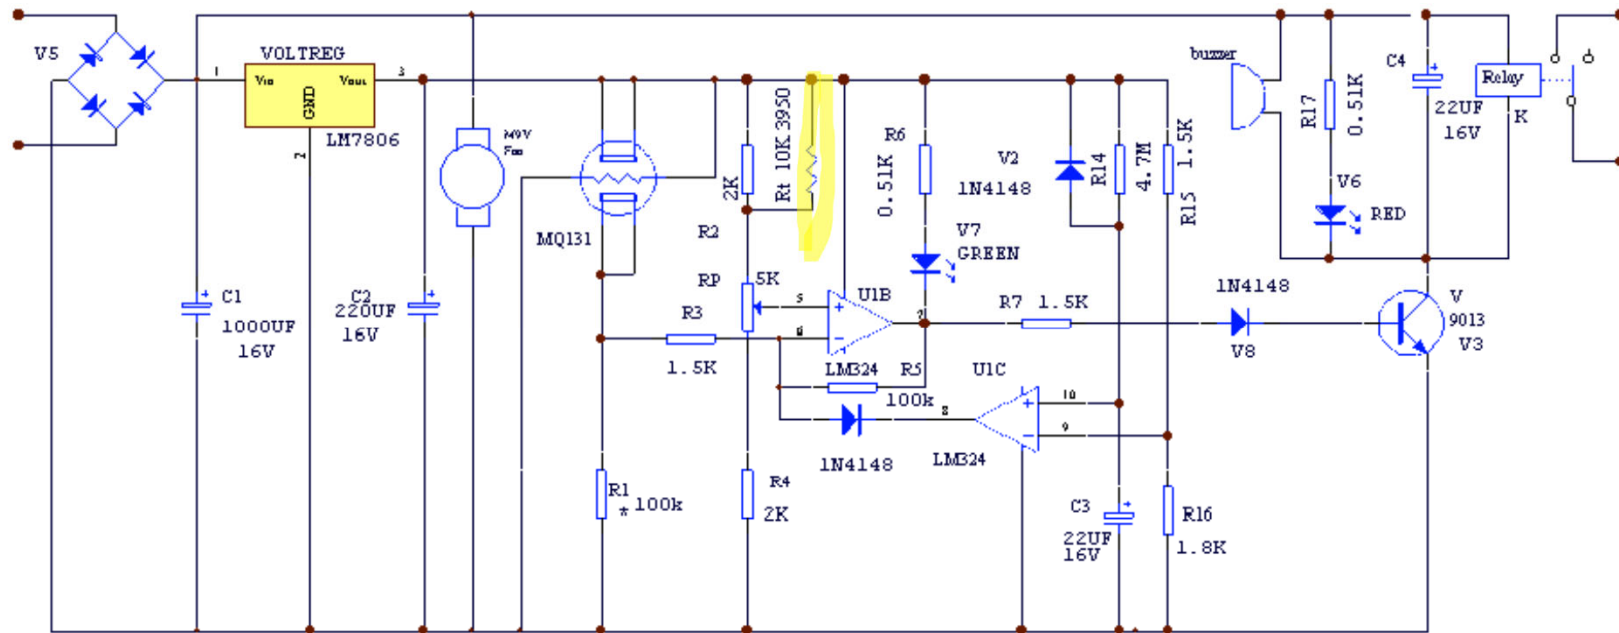 V5
VOLTREG
1
Vin
Vout
3
GND
2
LM7806
C1
1000UF
16V
C2
220UF
16V
M9V
Fan
MQ131
2K
Rt 10K 3950
R2
RP
5K
R3
1.5K
R1
* 100k
R4
2K
5
6
+
−
U1B
7
LM324
R5
100k
1N4148
R6
0.51K
V7
GREEN
R7 1.5K
V2
1N4148
R14
4.7M
1.5K
R15
U1C
8
10
9
+
−
LM324
C3
+
22UF
16V
R16
1.8K
1N4148
V8
buzzer
R17
0.51K
V6
RED
C4
+
22UF
16V
Relay
K
V
9013
V3